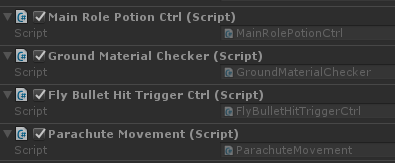 Main Role Potion Ctrl (Script)
Script MainRolePotionCtrl
Ground Material Checker (Script)
Script GroundMaterialChecker
Fly Bullet Hit Trigger Ctrl (Script)
Script FlyBulletHitTriggerCtrl
Parachute Movement (Script)
Script ParachuteMovement